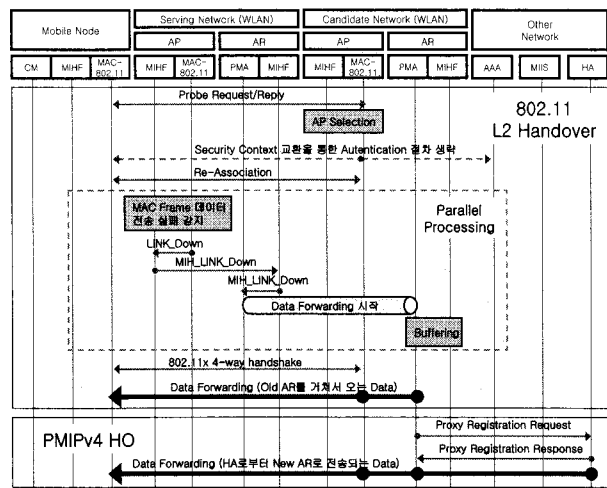 Mobile Node
Serving Network (WLAN)
Candidate Network (WLAN)
Other
Network
AP
AR
AP
AR
CM
MIHF
MAC-
802.11
MIHF
MAC-
802.11
PMA
MIHF
MIHF
MAC-
802.11
PMA
MIHF
AAA
MIIS
HA
Probe Request/Reply
802.11
L2 Handover
AP Selection
Security Context 교환을 통한 Autentication 절차 생략
Re-Association
MAC Frame 데이터
전송 실패 감지
Parallel
Processing
LINK_Down
MIH_LINK_Down
MIH_LINK_Down
Data Forwarding 시작
Buffering
802.11x 4-way handshake
Data Forwarding (Old AR를 거쳐서 오는 Data)
PMIPv4 HO
Proxy Registration Request
Proxy Registration Response
Data Forwarding (HA로부터 New AR로 전송되는 Data)